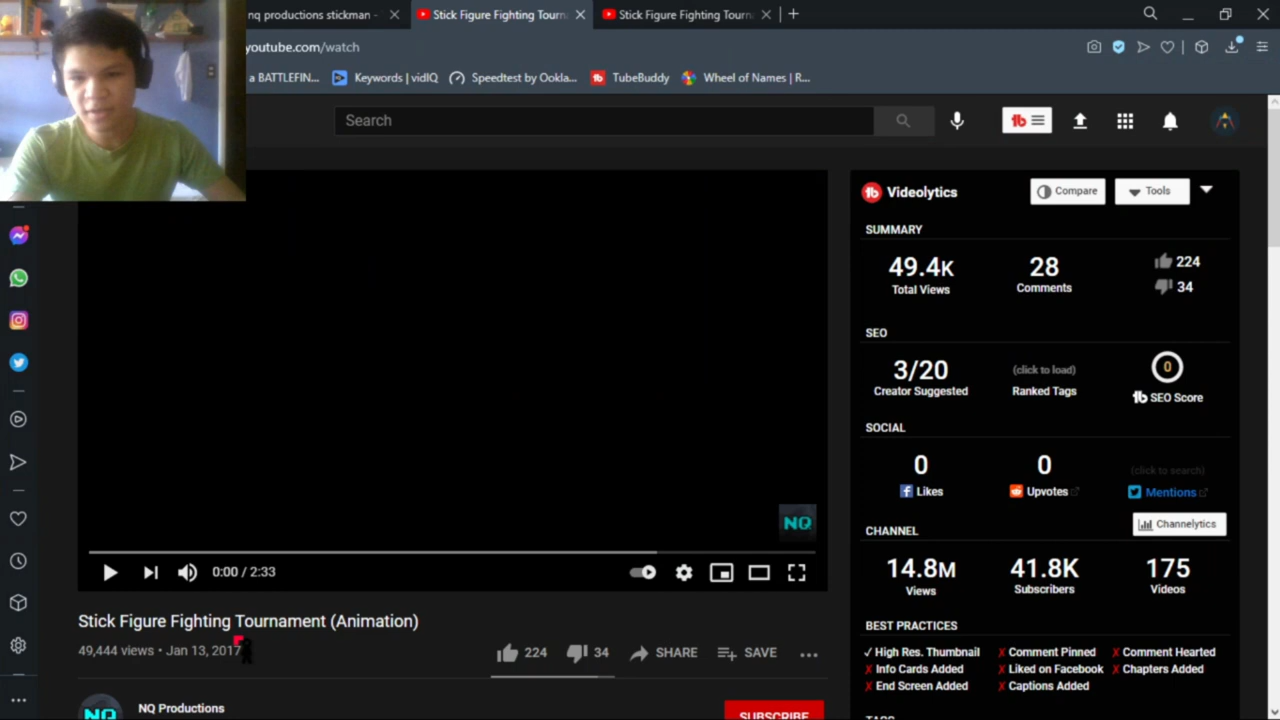 nq productions stickman -
Stick Figure Fighting Tourn
Stick Figure Fighting Tourn
youtube.com/watch
a BATTLEFIN...
Keywords | vidIQ
Speedtest by Ookla...
TubeBuddy
Wheel of Names | R...
Search
Videolytics
Compare
Tools
SUMMARY
49.4K
28
224
Total Views
Comments
34
SEO
3/20
(click to load)
0
Creator Suggested
Ranked Tags
SEO Score
SOCIAL
0
0
(click to search)
Likes
Upvotes
Mentions
Channelytics
CHANNEL
14.8M
41.8K
175
Views
Subscribers
Videos
BEST PRACTICES
High Res. Thumbnail
Comment Pinned
Comment Hearted
Info Cards Added
Liked on Facebook
Chapters Added
End Screen Added
Captions Added
NQ
0:00 / 2:33
Stick Figure Fighting Tournament (Animation)
49,444 views • Jan 13, 2017
224
34
SHARE
SAVE
NQ
NQ Productions
SUBSCRIBE
TAGS